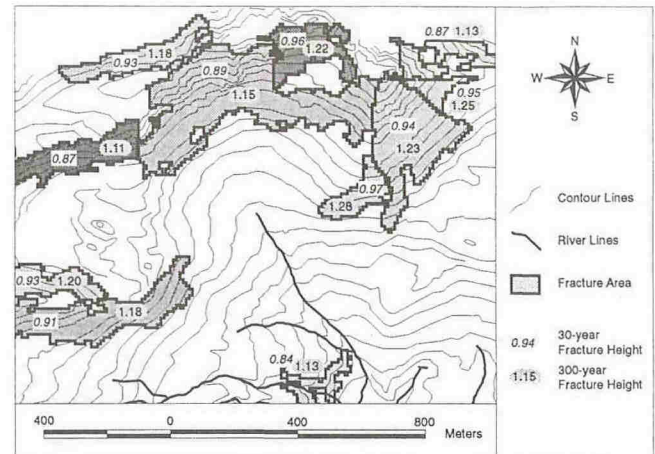 0.96
1.22
0.87 1.13
1.18
0.93
0.89
0.95
1.25
1.15
0.94
1.11
0.87
1.23
0.97
1.28
0.93
1.20
1.18
0.91
0.84
1.13
400 0 400 800 Meters
N
W E
S
Contour Lines
River Lines
Fracture Area
0.94 30-year
Fracture Height
1.15 300-year
Fracture Height